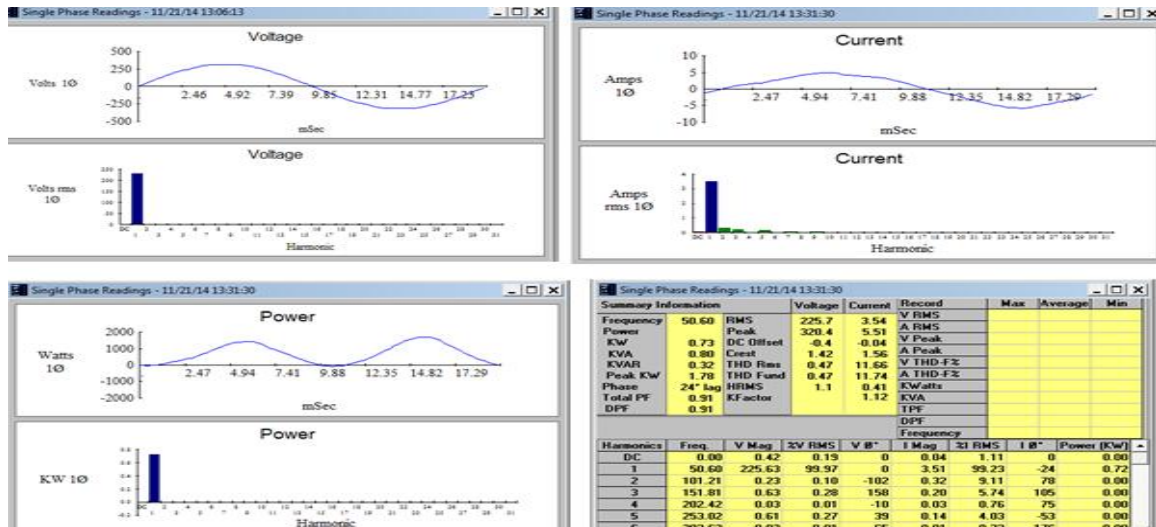 Single Phase Readings - 11/21/14 13:06:13
Voltage
500
250
0
-250
-500
Volts 1Ø
2.46 4.92 7.39 9.85 12.31 14.77 17.23
mSec
Voltage
Volts rms
1Ø
DC
Harmonic
Single Phase Readings - 11/21/14 13:31:30
Current
10
5
0
-5
-10
Amps
1Ø
2.47 4.94 7.41 9.88 12.35 14.82 17.29
mSec
Current
Amps
rms 1Ø
4
3
2
1
0
DC
Harmonic
Single Phase Readings - 11/21/14 13:31:30
Power
2000
1000
0
-1000
-2000
Watts
1Ø
2.47 4.94 7.41 9.88 12.35 14.82 17.29
mSec
Power
KW 1Ø
DC
Harmonic
Single Phase Readings - 11/21/14 13:31:30
Summary Information Voltage Current Record Max Average Min
Frequency 50.60 RMS 225.7 3.54 V RMS
Power Peak 320.4 5.51 A RMS
KW 0.73 DC Offset -0.4 -0.04 V Peak
KVA 0.80 Crest 1.42 1.56 A Peak
KVAR 0.32 THD Rms 0.47 11.66 V THD-F%
Peak KW 1.78 THD Fund 0.47 11.74 A THD-F%
Phase 24° lag HRMS 1.1 0.41 KWatts
Total PF 0.91 KFactor 1.12 KVA
DPF 0.91 TPF
DPF
Frequency
Harmonics Freq. V Mag %V RMS V Ø° I Mag %I RMS I Ø° Power (KW)
DC 0.00 0.42 0.19 0 0.04 1.11 0 0.00
1 50.60 225.63 99.97 0 3.51 99.23 -24 0.72
2 101.21 0.23 0.10 -102 0.32 9.11 78 0.00
3 151.81 0.63 0.28 158 0.20 5.74 105 0.00
4 202.42 0.03 0.01 -10 0.03 0.76 75 0.00
5 253.02 0.61 0.27 39 0.14 4.03 -53 0.00